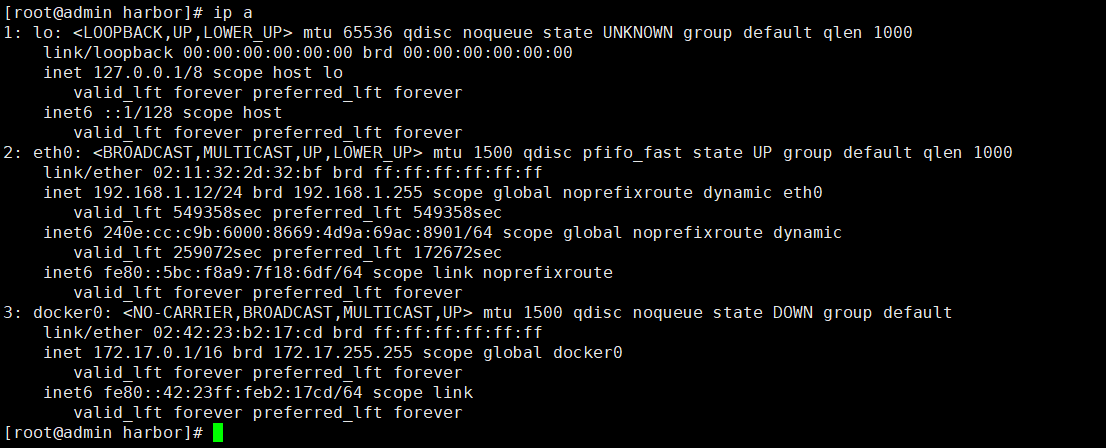 [root@admin harbor]# ip a
1: lo: <LOOPBACK,UP,LOWER_UP> mtu 65536 qdisc noqueue state UNKNOWN group default qlen 1000
    link/loopback 00:00:00:00:00:00 brd 00:00:00:00:00:00
    inet 127.0.0.1/8 scope host lo
       valid_lft forever preferred_lft forever
    inet6 ::1/128 scope host
       valid_lft forever preferred_lft forever
2: eth0: <BROADCAST,MULTICAST,UP,LOWER_UP> mtu 1500 qdisc pfifo_fast state UP group default qlen 1000
    link/ether 02:11:32:2d:32:bf brd ff:ff:ff:ff:ff:ff
    inet 192.168.1.12/24 brd 192.168.1.255 scope global noprefixroute dynamic eth0
       valid_lft 549358sec preferred_lft 549358sec
    inet6 240e:cc:c9b:6000:8669:4d9a:69ac:8901/64 scope global noprefixroute dynamic
       valid_lft 259072sec preferred_lft 172672sec
    inet6 fe80::5bc:f8a9:7f18:6df/64 scope link noprefixroute
       valid_lft forever preferred_lft forever
3: docker0: <NO-CARRIER,BROADCAST,MULTICAST,UP> mtu 1500 qdisc noqueue state DOWN group default
    link/ether 02:42:23:b2:17:cd brd ff:ff:ff:ff:ff:ff
    inet 172.17.0.1/16 brd 172.17.255.255 scope global docker0
       valid_lft forever preferred_lft forever
    inet6 fe80::42:23ff:feb2:17cd/64 scope link
       valid_lft forever preferred_lft forever
[root@admin harbor]#